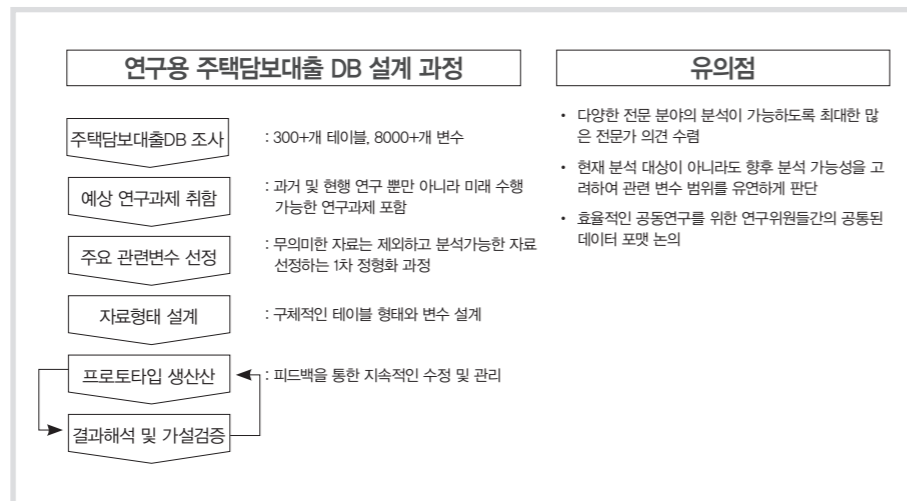 연구용 주택담보대출 DB 설계 과정
주택담보대출DB 조사
: 300+개 테이블, 8000+개 변수
예상 연구과제 취합
: 과거 및 현행 연구 뿐만 아니라 미래 수행
가능한 연구과제 포함
주요 관련변수 선정
: 무의미한 자료는 제외하고 분석가능한 자료
선정하는 1차 정형화 과정
자료형태 설계
: 구체적인 테이블 형태와 변수 설계
프로토타입 생산산
: 피드백을 통한 지속적인 수정 및 관리
결과해석 및 가설검증
유의점
• 다양한 전문 분야의 분석이 가능하도록 최대한 많
은 전문가 의견 수렴
• 현재 분석 대상이 아니라도 향후 분석 가능성을 고
려하여 관련 변수 범위를 유연하게 판단
• 효율적인 공동연구를 위한 연구위원들간의 공통된
데이터 포맷 논의